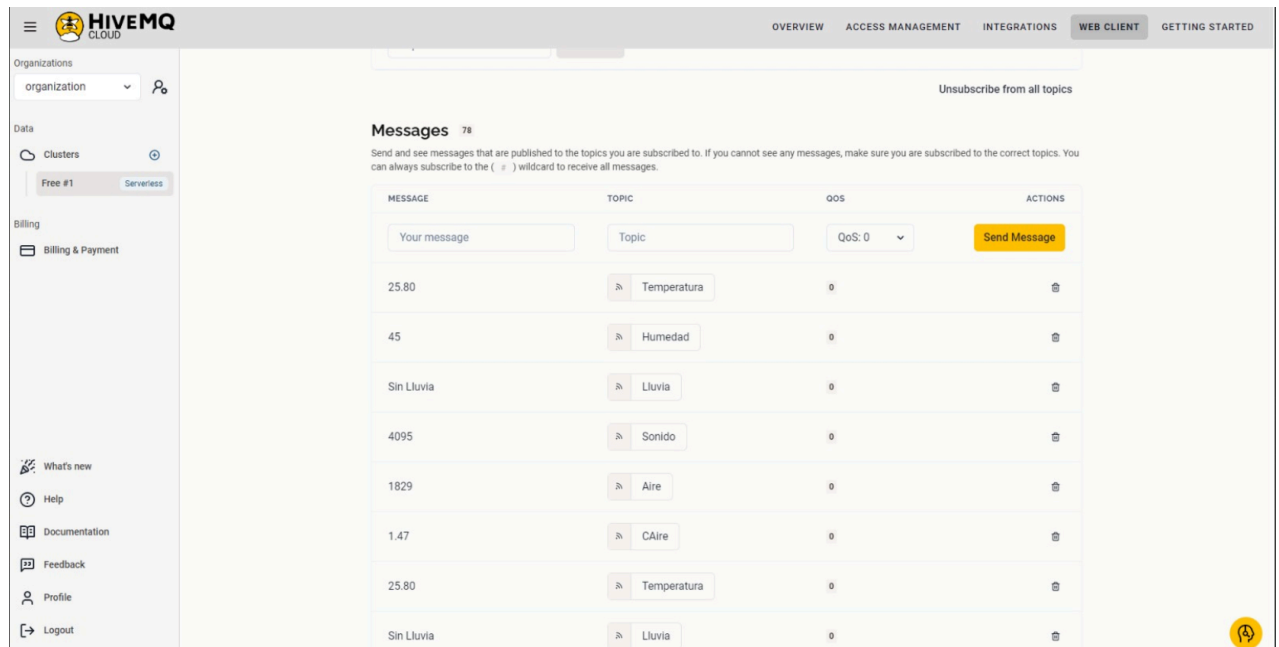 HIVEMQ
CLOUD
OVERVIEW ACCESS MANAGEMENT INTEGRATIONS WEB CLIENT GETTING STARTED
Organizations
organization
Data
Clusters
Free #1 Serverless
Billing
Billing & Payment
What's new
Help
Documentation
Feedback
Profile
Logout
Unsubscribe from all topics
Messages 78
Send and see messages that are published to the topics you are subscribed to. If you cannot see any messages, make sure you are subscribed to the correct topics. You
can always subscribe to the ( # ) wildcard to receive all messages.
MESSAGE TOPIC QOS ACTIONS
Your message Topic QoS: 0 Send Message
25.80 Temperatura 0
45 Humedad 0
Sin Lluvia Lluvia 0
4095 Sonido 0
1829 Aire 0
1.47 CAire 0
25.80 Temperatura 0
Sin Lluvia Lluvia 0